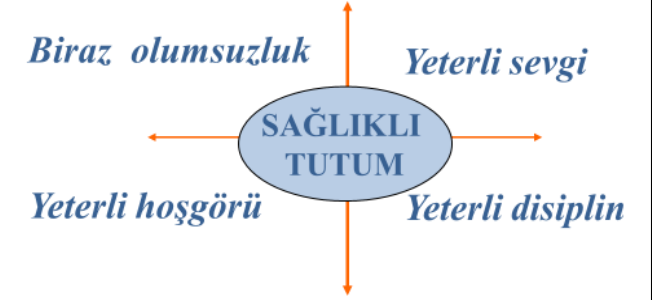 Biraz olumsuzluk
Yeterli sevgi
SAĞLIKLI
TUTUM
Yeterli hoşgörü
Yeterli disiplin